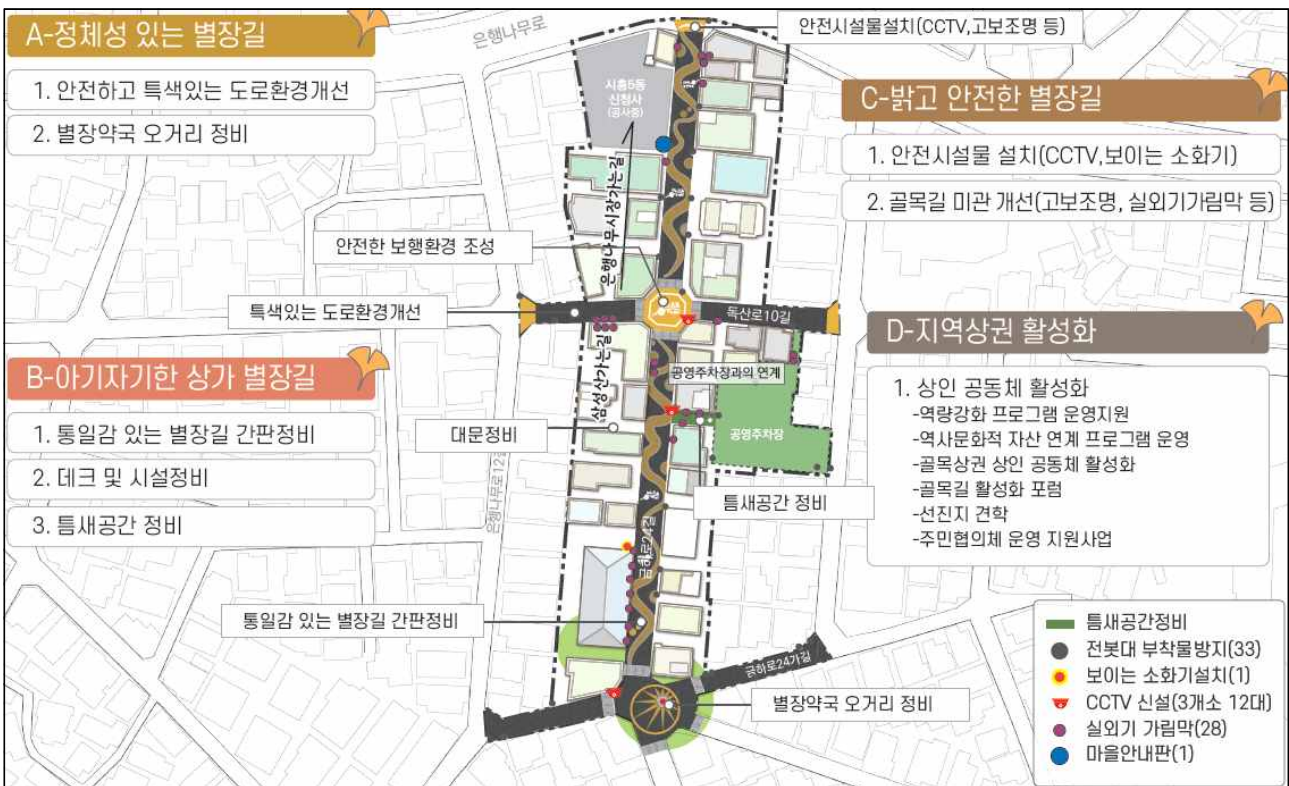 A-정체성 있는 별장길
1. 안전하고 특색있는 도로환경개선
2. 별장약국 오거리 정비
B-아기자기한 상가 별장길
1. 통일감 있는 별장길 간판정비
2. 데크 및 시설정비
3. 틈새공간 정비
은행나무로
안전시설물설치(CCTV,고보조명 등)
시흥5동
신청사
(공사중)
은행나무시장가는길
안전한 보행환경 조성
특색있는 도로환경개선
독산로10길
삼성산가는길
공영주차장과의 연계
공영주차장
대문정비
은행나무로12길
틈새공간 정비
금하로24길
통일감 있는 별장길 간판정비
금하로24가길
별장약국 오거리 정비
C-밝고 안전한 별장길
1. 안전시설물 설치(CCTV,보이는 소화기)
2. 골목길 미관 개선(고보조명, 실외기가림막 등)
D-지역상권 활성화
1. 상인 공동체 활성화
-역량강화 프로그램 운영지원
-역사문화적 자산 연계 프로그램 운영
-골목상권 상인 공동체 활성화
-골목길 활성화 포럼
-선진지 견학
-주민협의체 운영 지원사업
틈새공간정비
전봇대 부착물방지(33)
보이는 소화기설치(1)
CCTV 신설(3개소 12대)
실외기 가림막(28)
마을안내판(1)